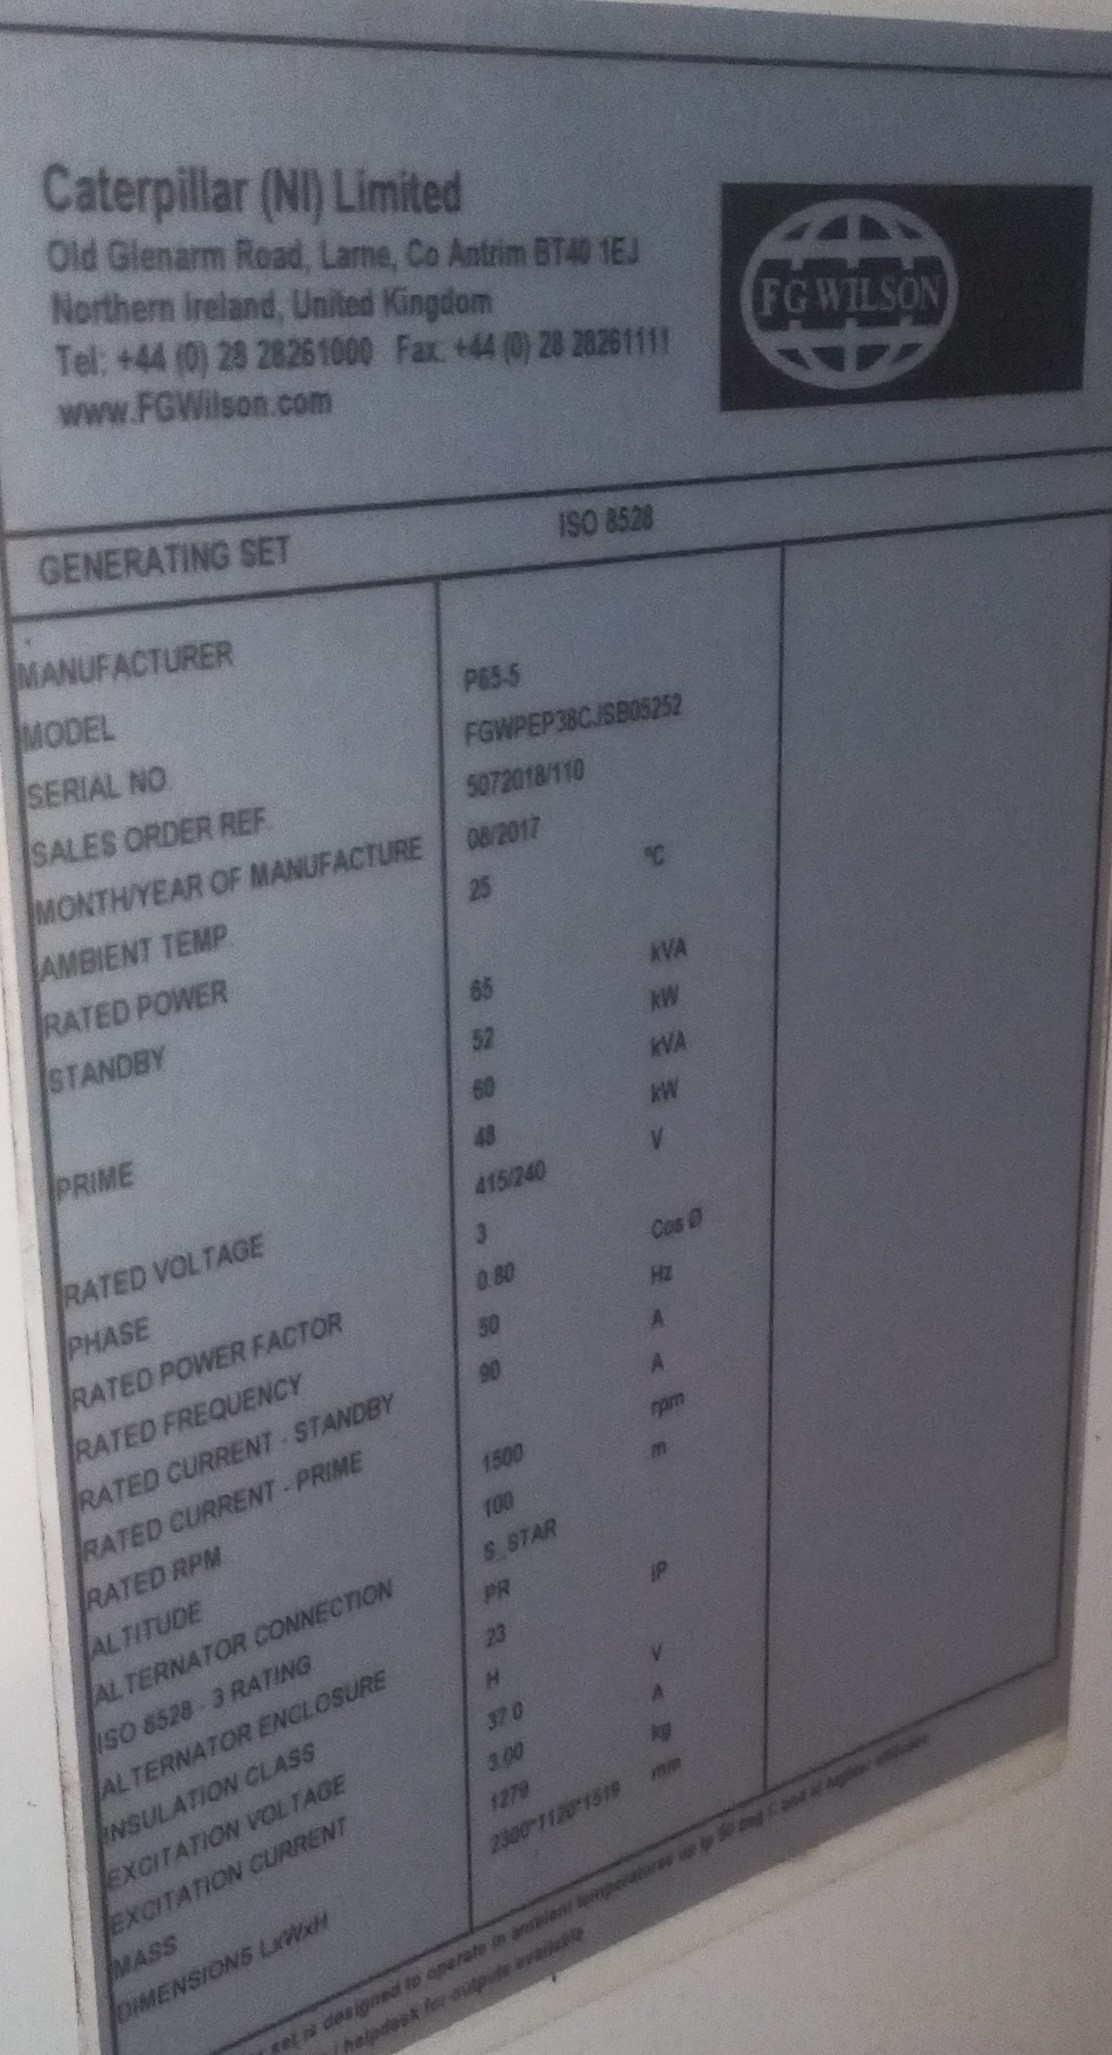 Caterpillar (NI) Limited
Old Glenarm Road, Larne, Co Antrim BT40 1EJ
Northern Ireland, United Kingdom
Tel: +44 (0) 28 28261000 Fax: +44 (0) 28 28261111
www.FGWilson.com
FG WILSON
GENERATING SET ISO 8528
MANUFACTURER
MODEL P65-5
SERIAL NO. FGWPEP38CJSB05252
SALES ORDER REF. 5072018/110
MONTH/YEAR OF MANUFACTURE 08/2017
AMBIENT TEMP 25 °C
RATED POWER
STANDBY 65 kVA
52 kW
PRIME 60 kVA
48 kW
RATED VOLTAGE 415/240 V
PHASE 3
RATED POWER FACTOR 0.80 Cos Ø
RATED FREQUENCY 50 Hz
RATED CURRENT - STANDBY 90 A
RATED CURRENT - PRIME A
RATED RPM 1500 rpm
ALTITUDE 100 m
ALTERNATOR CONNECTION S_STAR
ISO 8528 - 3 RATING PR
ALTERNATOR ENCLOSURE 23 IP
INSULATION CLASS H
EXCITATION VOLTAGE 37.0 V
EXCITATION CURRENT 3.00 A
MASS 1279 kg
DIMENSIONS LxWxH 2300*1120*1519 mm
set is designed to operate in ambient temperatures up to 50 deg C and at higher altitudes
helpdesk for outputs available